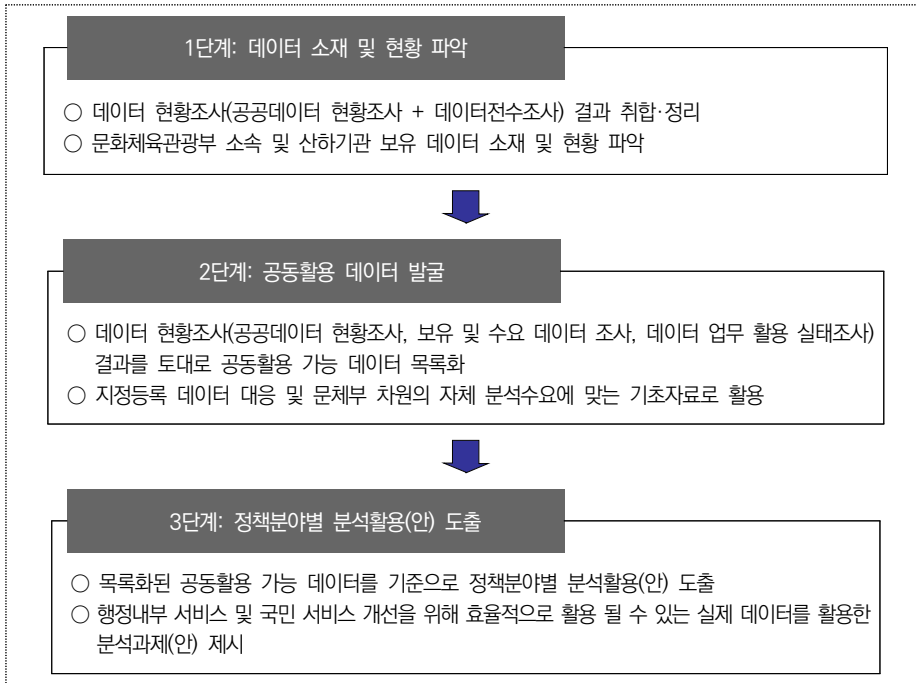 1단계: 데이터 소재 및 현황 파악
○ 데이터 현황조사(공공데이터 현황조사 + 데이터전수조사) 결과 취합·정리
○ 문화체육관광부 소속 및 산하기관 보유 데이터 소재 및 현황 파악
2단계: 공동활용 데이터 발굴
○ 데이터 현황조사(공공데이터 현황조사, 보유 및 수요 데이터 조사, 데이터 업무 활용 실태조사)
결과를 토대로 공동활용 가능 데이터 목록화
○ 지정등록 데이터 대응 및 문체부 차원의 자체 분석수요에 맞는 기초자료로 활용
3단계: 정책분야별 분석활용(안) 도출
○ 목록화된 공동활용 가능 데이터를 기준으로 정책분야별 분석활용(안) 도출
○ 행정내부 서비스 및 국민 서비스 개선을 위해 효율적으로 활용 될 수 있는 실제 데이터를 활용한
분석과제(안) 제시